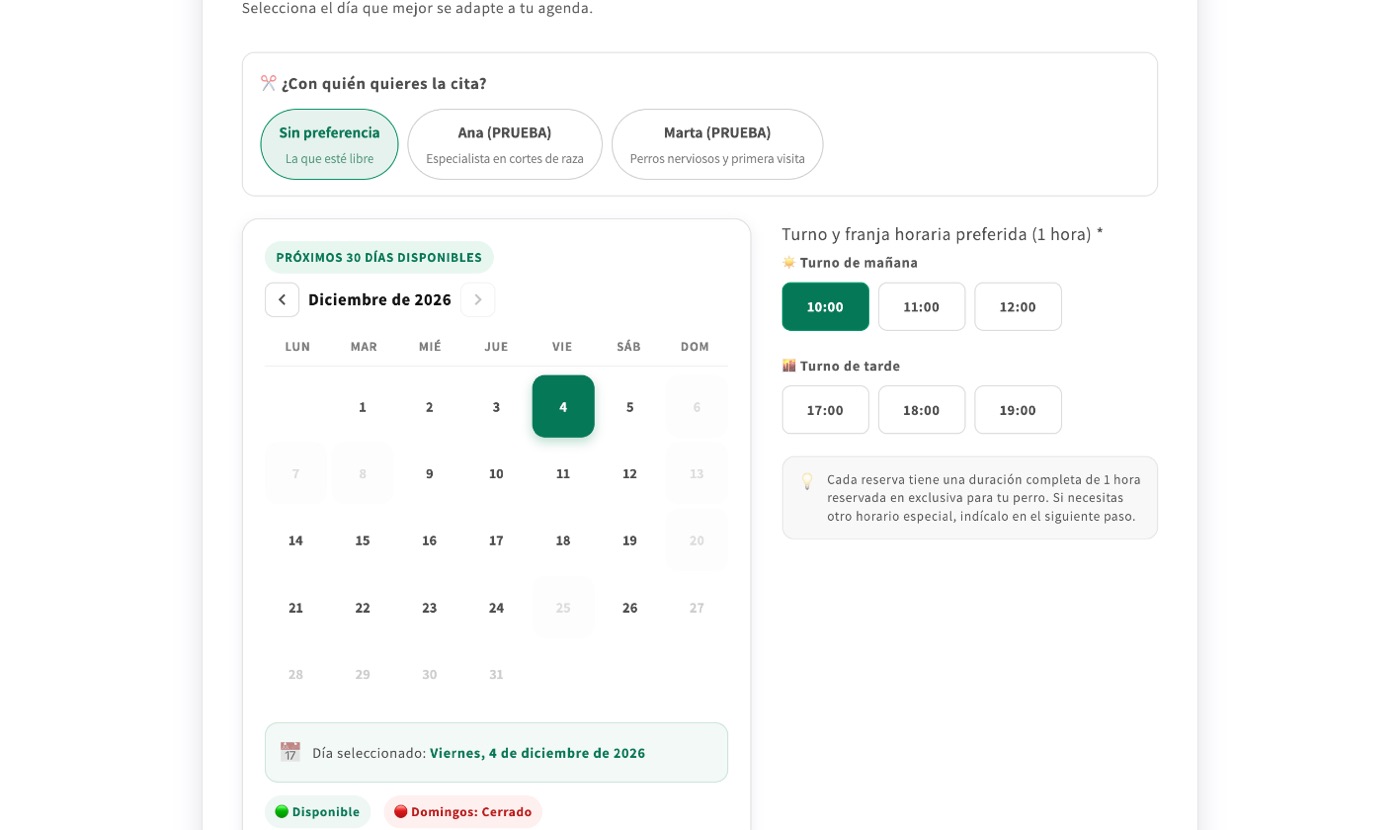 Selecciona el día que mejor se adapte a tu agenda.
¿Con quién quieres la cita?
Sin preferencia
La que esté libre
Ana (PRUEBA)
Especialista en cortes de raza
Marta (PRUEBA)
Perros nerviosos y primera visita
PRÓXIMOS 30 DÍAS DISPONIBLES
Diciembre de 2026
LUN MAR MIÉ JUE VIE SÁB DOM
1 2 3 4 5 6
7 8 9 10 11 12 13
14 15 16 17 18 19 20
21 22 23 24 25 26 27
28 29 30 31
Día seleccionado: Viernes, 4 de diciembre de 2026
Disponible
Domingos: Cerrado
Turno y franja horaria preferida (1 hora) *
Turno de mañana
10:00 11:00 12:00
Turno de tarde
17:00 18:00 19:00
Cada reserva tiene una duración completa de 1 hora
reservada en exclusiva para tu perro. Si necesitas
otro horario especial, indícalo en el siguiente paso.